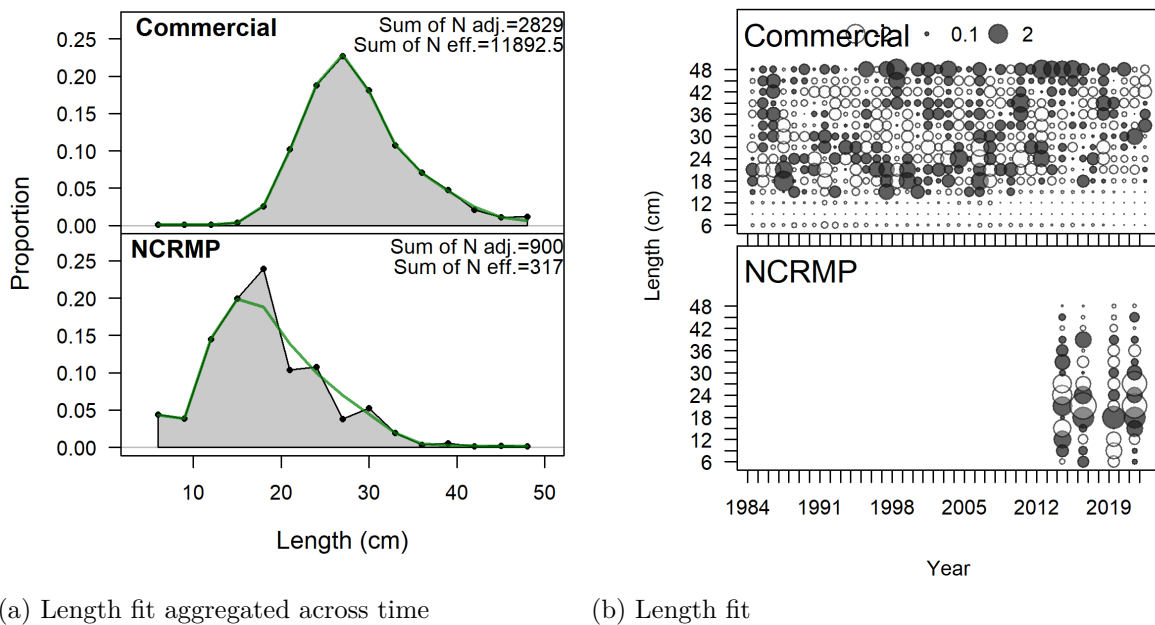 Commercial
Sum of N adj.=2829
Sum of N eff.=11892.5
0.25
0.20
0.15
0.10
0.05
0.00
NCRMP
Sum of N adj.=900
Sum of N eff.=317
0.25
0.20
0.15
0.10
0.05
0.00
Proportion
10 20 30 40 50
Length (cm)
(a) Length fit aggregated across time
Commercial
-2 0.1 2
48
42
36
30
24
18
12
6
NCRMP
48
42
36
30
24
18
12
6
Length (cm)
1984 1991 1998 2005 2012 2019
Year
(b) Length fit